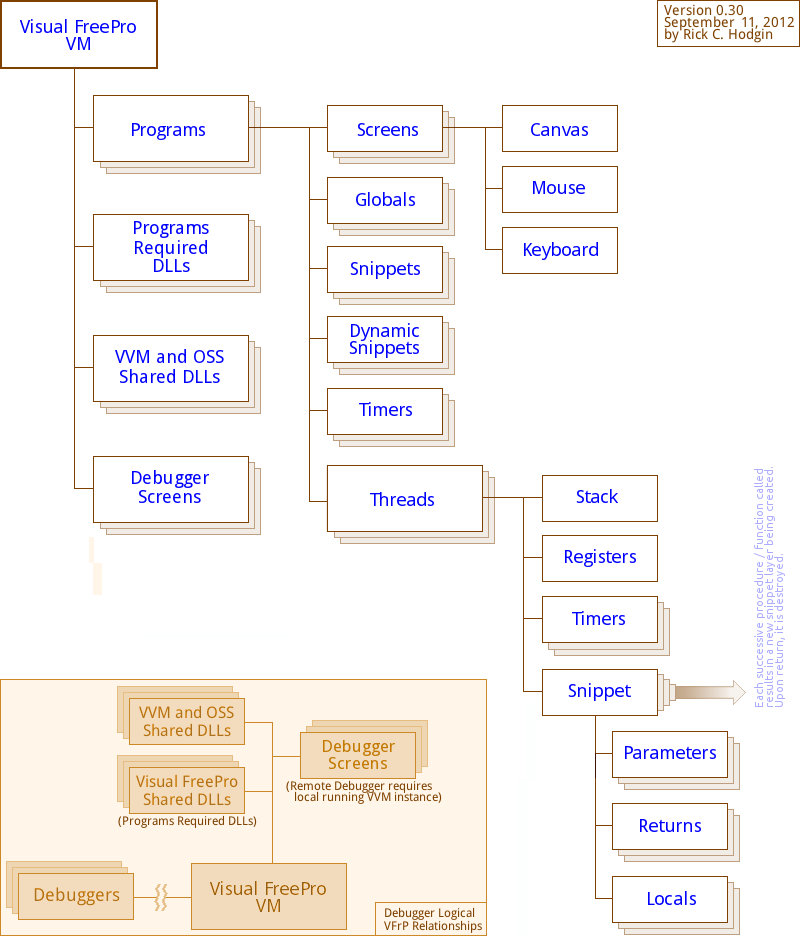 Visual FreePro
VM
Version 0.30
September 11, 2012
by Rick C. Hodgin
Programs
Screens
Canvas
Mouse
Keyboard
Globals
Programs
Required
DLLs
Snippets
Dynamic
Snippets
VVM and OSS
Shared DLLs
Timers
Debugger
Screens
Threads
Stack
Registers
Timers
Snippet
Each successive procedure / function called
results in a new snippet layer being created.
Upon return, it is destroyed.
Parameters
Returns
Locals
VVM and OSS
Shared DLLs
Debugger
Screens
(Remote Debugger requires
local running VVM instance)
Visual FreePro
Shared DLLs
(Programs Required DLLs)
Debuggers
Visual FreePro
VM
Debugger Logical
VFrP Relationships